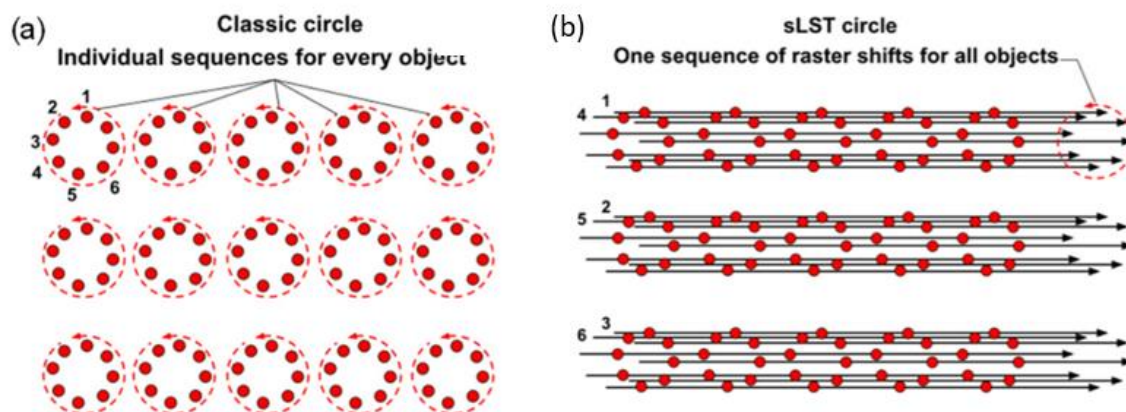 (a)
Classic circle
Individual sequences for every object
1
2
3
4
5
6
(b)
sLST circle
One sequence of raster shifts for all objects
1
4
2
5
3
6